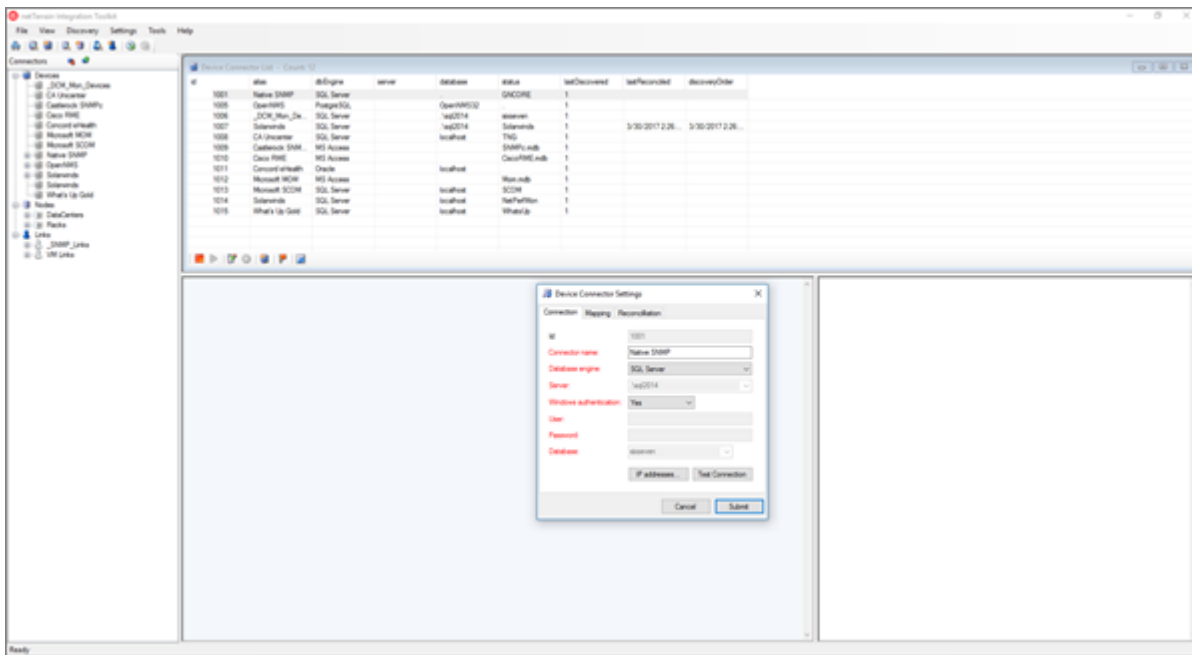 netTerrain Integration Toolkit
File View Discovery Settings Tools Help
Connectors
Device Connector List - Count: 12
Devices
_DCM_Mon_Devices
CA Unicenter
Castlerock SNMPc
Cisco RME
Concord eHealth
Microsoft MOM
Microsoft SCOM
Native SNMP
OpenNMS
Solarwinds
Solarwinds
What's Up Gold
Nodes
DataCenters
Racks
Links
_SNMP_Links
VM Links
id alias dbEngine server database status lastDiscovered lastReconciled discoveryOrder
1001 Native SNMP SQL Server . GNCORE 1
1005 OpenNMS PostgreSQL OpenNMS32 . 1
1006 _DCM_Mon_De... SQL Server .\sql2014 1
1007 Solarwinds SQL Server .\sql2014 Solarwinds 3/30/2017 2:26... 3/30/2017 2:26...
1008 CA Unicenter SQL Server localhost TNG 1
1009 Castlerock SNM... MS Access SNMPc.mdb 1
1010 Cisco RME MS Access CiscoRME.mdb 1
1011 Concord eHealth Oracle localhost 1
1012 Microsoft MOM MS Access Mom.mdb 1
1013 Microsoft SCOM SQL Server localhost SCOM 1
1014 Solarwinds SQL Server localhost NetPerfMon 1
1015 What's Up Gold SQL Server localhost WhatsUp 1
Device Connector Settings
Connection Mapping Reconciliation
Id 1001
Connector name: Native SNMP
Database engine: SQL Server
Server: .\sql2014
Windows authentication: Yes
User:
Password:
Database:
IP addresses... Test Connection
Cancel Submit
Ready